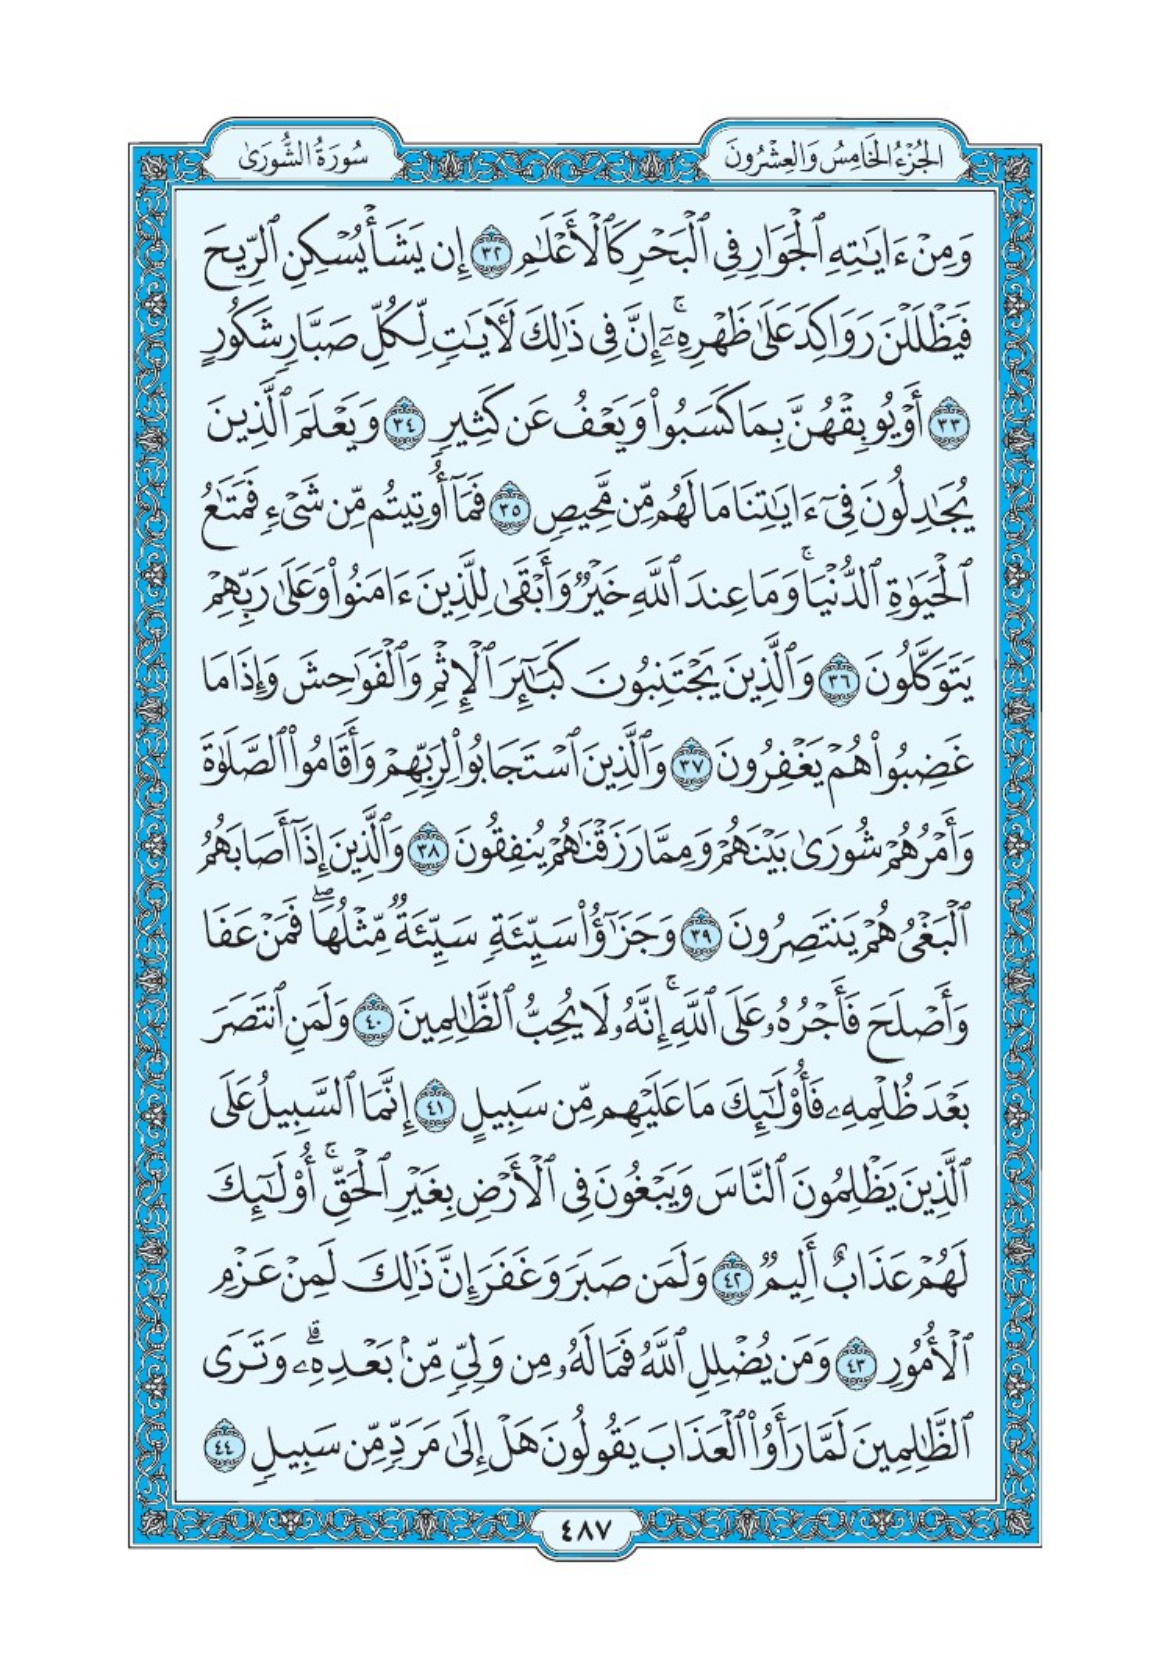 الجُزْءُ الخَامِسُ وَالعِشْرُونَ
سُورَةُ الشُّورَىٰ
وَمِنْ ءَايَٰتِهِ ٱلْجَوَارِ فِى ٱلْبَحْرِ كَٱلْأَعْلَٰمِ ٣٢ إِن يَشَأْ يُسْكِنِ ٱلرِّيحَ
فَيَظْلَلْنَ رَوَاكِدَ عَلَىٰ ظَهْرِهِۦٓ ۚ إِنَّ فِى ذَٰلِكَ لَءَايَٰتٍ لِّكُلِّ صَبَّارٍ شَكُورٍ
٣٣ أَوْ يُوبِقْهُنَّ بِمَا كَسَبُوا۟ وَيَعْفُ عَن كَثِيرٍ ٣٤ وَيَعْلَمَ ٱلَّذِينَ
يُجَٰدِلُونَ فِىٓ ءَايَٰتِنَا مَا لَهُم مِّن مَّحِيصٍ ٣٥ فَمَآ أُوتِيتُم مِّن شَىْءٍ فَمَتَٰعُ
ٱلْحَيَوٰةِ ٱلدُّنْيَا ۚ وَمَا عِندَ ٱللَّهِ خَيْرٌ وَأَبْقَىٰ لِلَّذِينَ ءَامَنُوا۟ وَعَلَىٰ رَبِّهِمْ
يَتَوَكَّلُونَ ٣٦ وَٱلَّذِينَ يَجْتَنِبُونَ كَبَٰٓئِرَ ٱلْإِثْمِ وَٱلْفَوَٰحِشَ وَإِذَا مَا
غَضِبُوا۟ هُمْ يَغْفِرُونَ ٣٧ وَٱلَّذِينَ ٱسْتَجَابُوا۟ لِرَبِّهِمْ وَأَقَامُوا۟ ٱلصَّلَوٰةَ
وَأَمْرُهُمْ شُورَىٰ بَيْنَهُمْ وَمِمَّا رَزَقْنَٰهُمْ يُنفِقُونَ ٣٨ وَٱلَّذِينَ إِذَآ أَصَابَهُمُ
ٱلْبَغْىُ هُمْ يَنتَصِرُونَ ٣٩ وَجَزَٰٓؤُا۟ سَيِّئَةٍ سَيِّئَةٌ مِّثْلُهَا ۖ فَمَنْ عَفَا
وَأَصْلَحَ فَأَجْرُهُۥ عَلَى ٱللَّهِ ۚ إِنَّهُۥ لَا يُحِبُّ ٱلظَّٰلِمِينَ ٤٠ وَلَمَنِ ٱنتَصَرَ
بَعْدَ ظُلْمِهِۦ فَأُو۟لَٰٓئِكَ مَا عَلَيْهِم مِّن سَبِيلٍ ٤١ إِنَّمَا ٱلسَّبِيلُ عَلَى
ٱلَّذِينَ يَظْلِمُونَ ٱلنَّاسَ وَيَبْغُونَ فِى ٱلْأَرْضِ بِغَيْرِ ٱلْحَقِّ ۚ أُو۟لَٰٓئِكَ
لَهُمْ عَذَابٌ أَلِيمٌ ٤٢ وَلَمَن صَبَرَ وَغَفَرَ إِنَّ ذَٰلِكَ لَمِنْ عَزْمِ
ٱلْأُمُورِ ٤٣ وَمَن يُضْلِلِ ٱللَّهُ فَمَا لَهُۥ مِن وَلِىٍّ مِّنۢ بَعْدِهِۦ ۗ وَتَرَى
ٱلظَّٰلِمِينَ لَمَّا رَأَوُا۟ ٱلْعَذَابَ يَقُولُونَ هَلْ إِلَىٰ مَرَدٍّ مِّن سَبِيلٍ ٤٤
٤٨٧